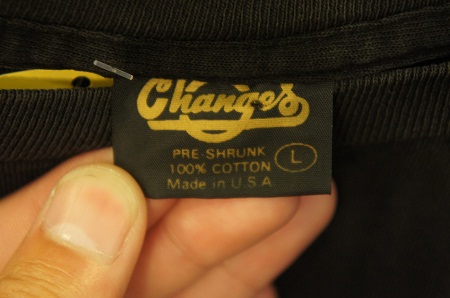 Changes
PRE-SHRUNK
100% COTTON L
Made in U.S.A